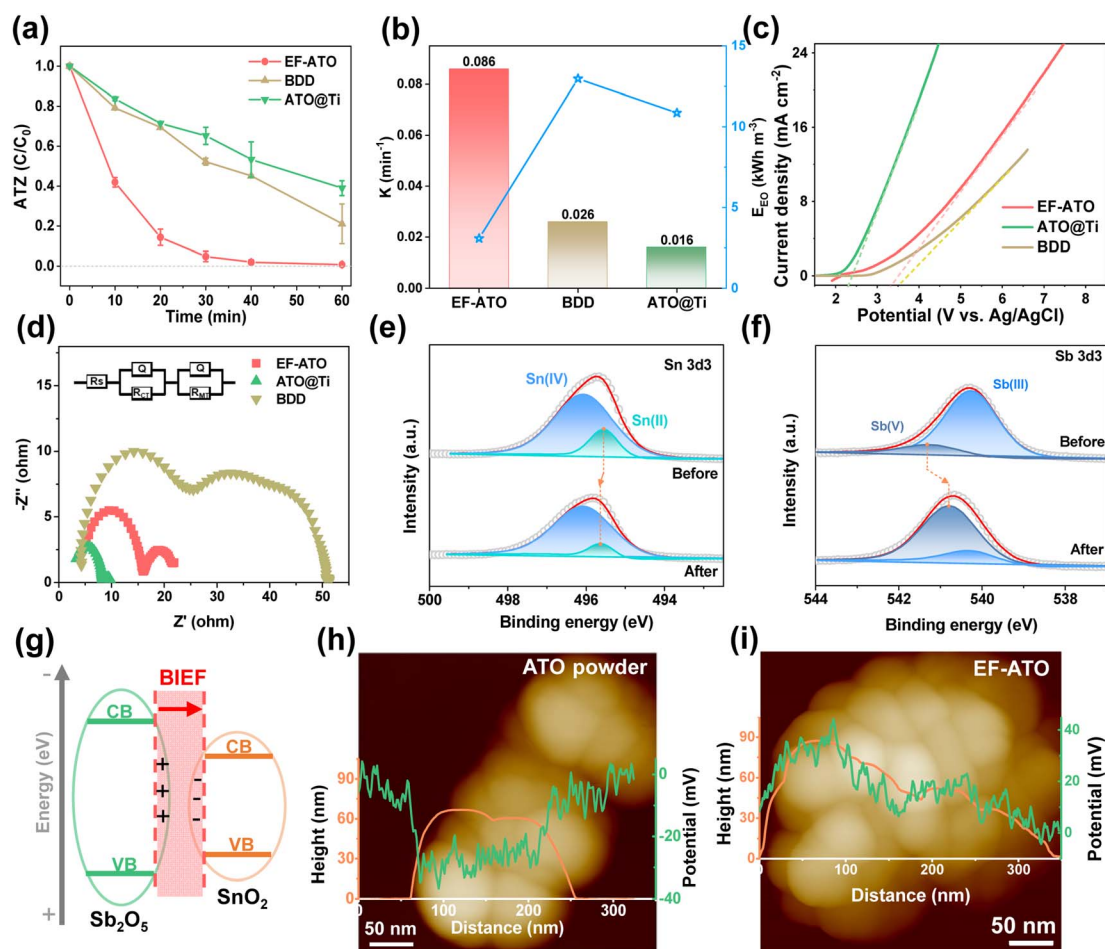 (a)
1.0
0.8
0.6
0.4
0.2
0.0
ATZ (C/C₀)
0 10 20 30 40 50 60
Time (min)
EF-ATO
BDD
ATO@Ti
(b)
0.08
0.06
0.04
0.02
0.00
K (min⁻¹)
0.086
0.026
0.016
EF-ATO BDD ATO@Ti
15
10
5
0
E_EO (kWh m⁻³)
(c)
24
16
8
0
Current density (mA cm⁻²)
2 3 4 5 6 7 8
Potential (V vs. Ag/AgCl)
EF-ATO
ATO@Ti
BDD
(d)
-15
-10
-5
0
-Z'' (ohm)
0 10 20 30 40 50
Z' (ohm)
Rs
Q
R_CT
Q
R_MT
EF-ATO
ATO@Ti
BDD
(e)
Sn 3d3
Sn(IV)
Sn(II)
Before
After
Intensity (a.u.)
500 498 496 494
Binding energy (eV)
(f)
Sb 3d3
Sb(III)
Sb(V)
Before
After
Intensity (a.u.)
544 542 540 538
Binding energy (eV)
(g)
-
Energy (eV)
+
BIEF
CB
VB
+
+
+
-
-
-
CB
VB
Sb₂O₅
SnO₂
(h)
ATO powder
90
60
30
0
Height (nm)
0 100 200 300
Distance (nm)
0
-20
-30
-40
Potential (mV)
50 nm
(i)
EF-ATO
90
60
30
0
Height (nm)
0 100 200 300
Distance (nm)
40
20
0
Potential (mV)
50 nm